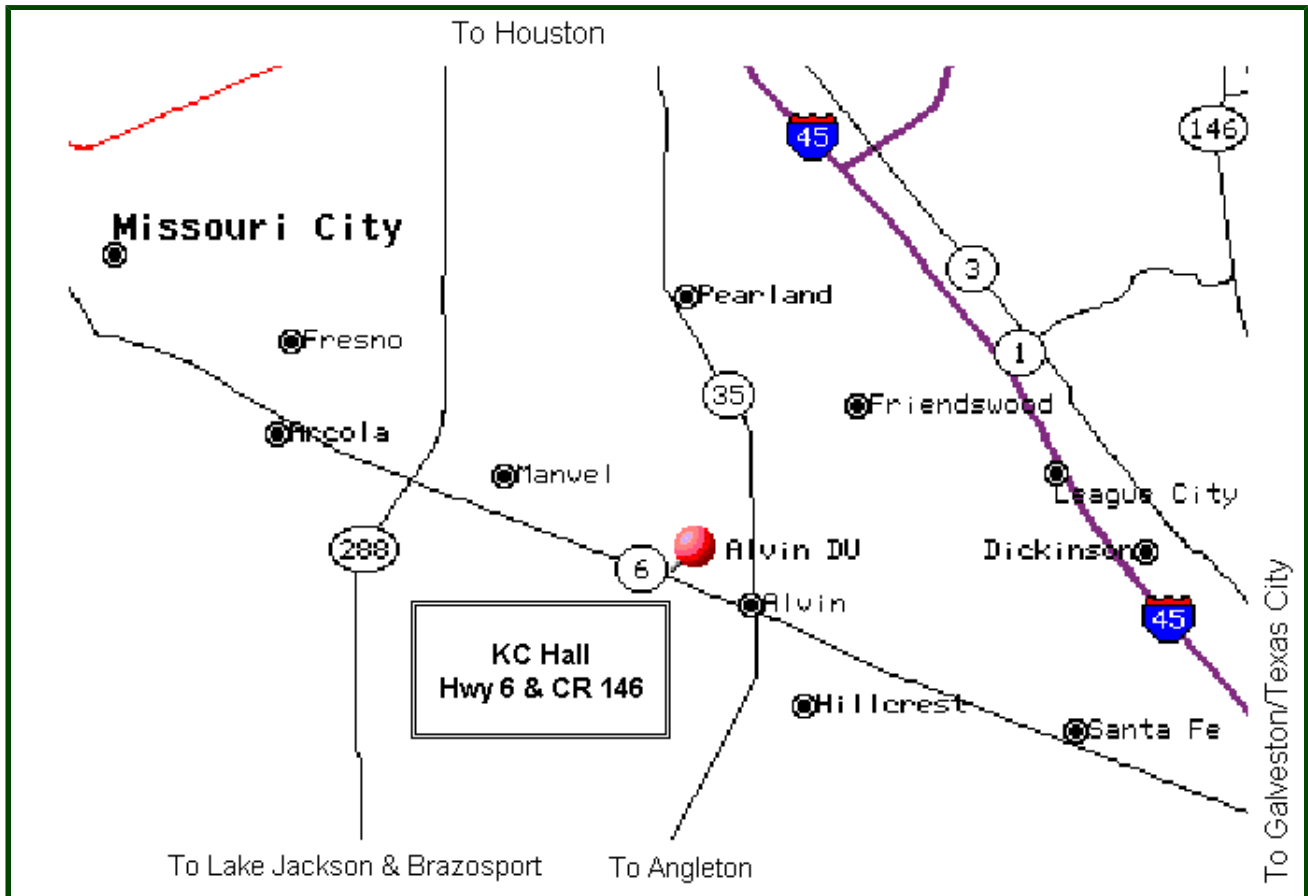 To Houston
45
146
Missouri City
3
Pearland
Fresno
1
35
Friendswood
Arcola
Manvel
League City
288
6
Alvin DU
Dickinson
Alvin
45
KC Hall
Hwy 6 & CR 146
Hillcrest
Santa Fe
To Galveston/Texas City
To Lake Jackson & Brazosport
To Angleton